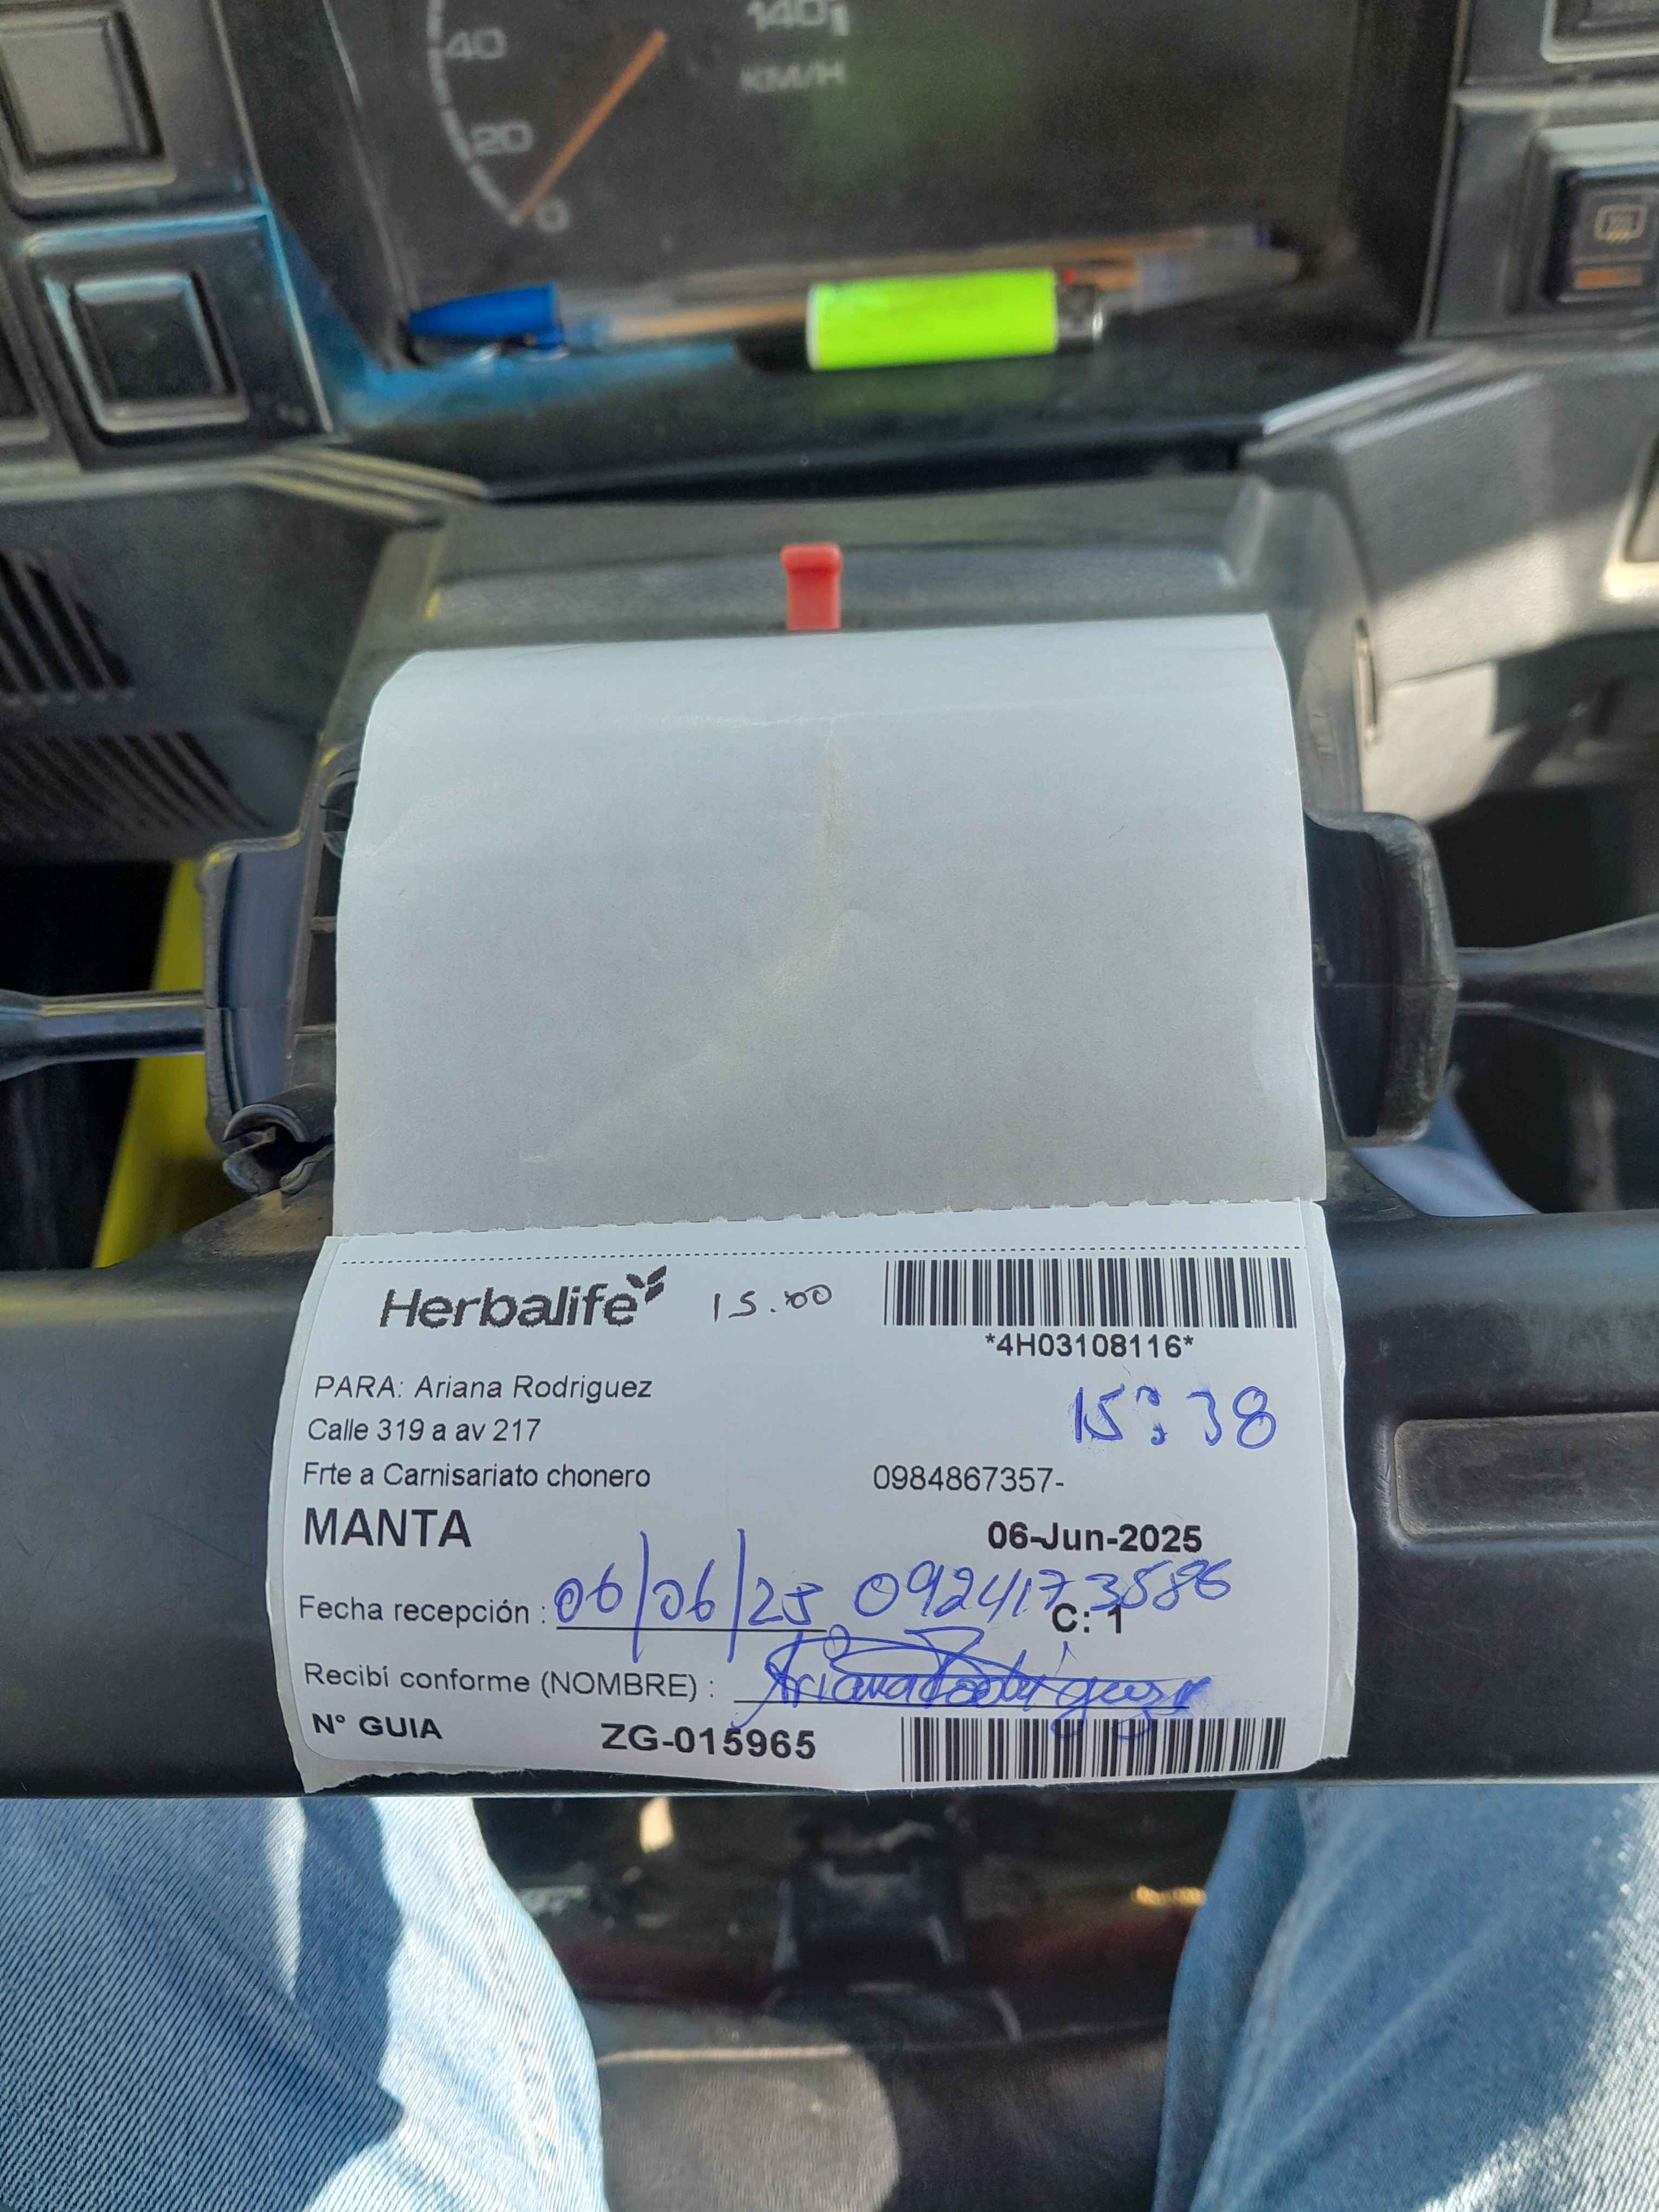 40
140
KM/H
20
0
Herbalife
15.00
*4H03108116*
PARA: Ariana Rodriguez
15:38
Calle 319 a av 217
Frte a Carnisariato chonero
0984867357-
MANTA
06-Jun-2025
Fecha recepción : 06/06/25 0924173586
C: 1
Recibí conforme (NOMBRE) : Ariana Rodriguez
N° GUIA ZG-015965